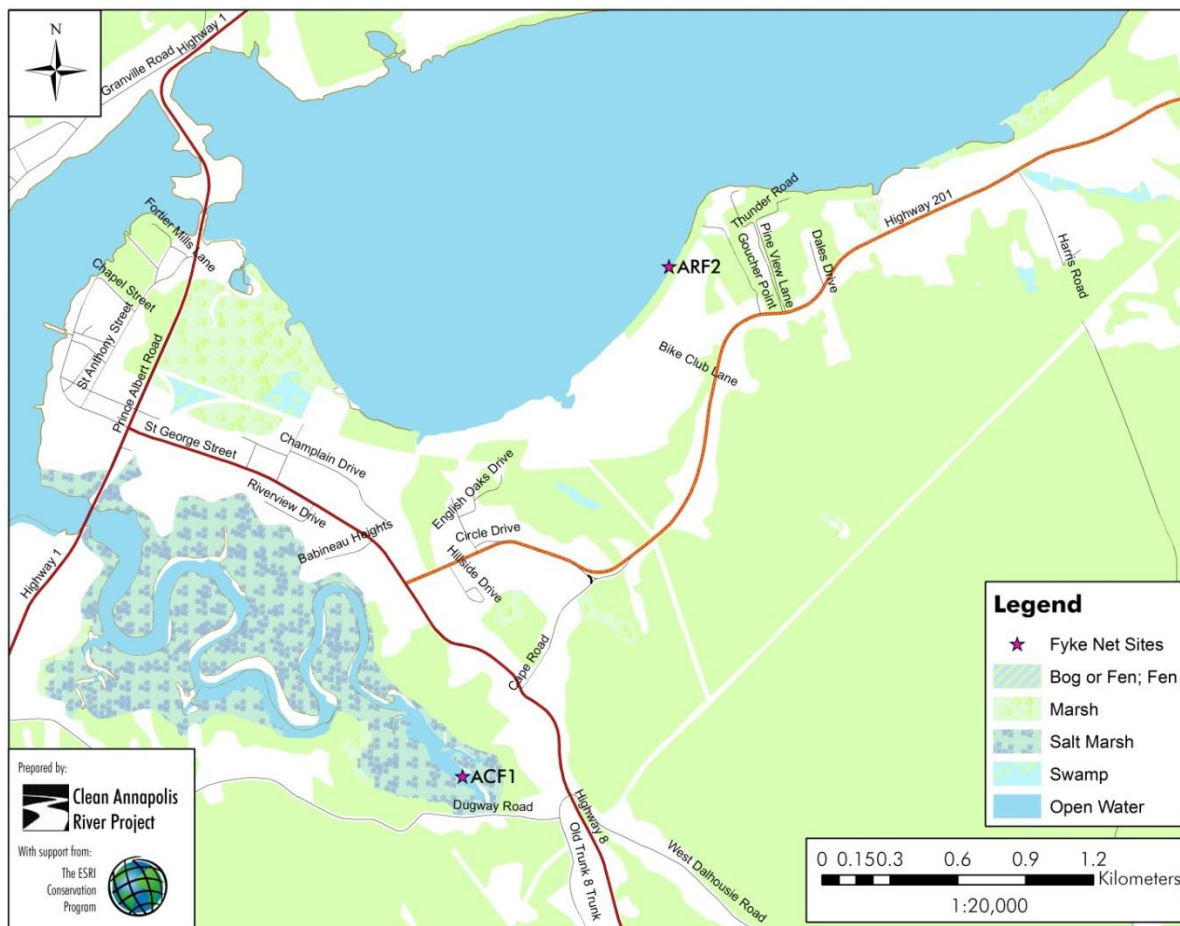 N
Granville Road
Highway 1
Fortier Mills Lane
Chapel Street
St Anthony Street
Prince Albert Road
Thunder Road
Pine View Lane
Goucher Point
Dales Drive
Highway 201
Harris Road
ARF2
Bike Club Lane
St George Street
Champlain Drive
Riverview Drive
Babineau Heights
English Oaks Drive
Circle Drive
Hillside Drive
Cape Road
Highway 1
ACF1
Dugway Road
Highway 8
Old Trunk 8 Trunk
West Dalhousie Road
Legend
Fyke Net Sites
Bog or Fen; Fen
Marsh
Salt Marsh
Swamp
Open Water
0 0.150.3 0.6 0.9 1.2
Kilometers
1:20,000
Prepared by:
Clean Annapolis
River Project
With support from:
The ESRI
Conservation
Program